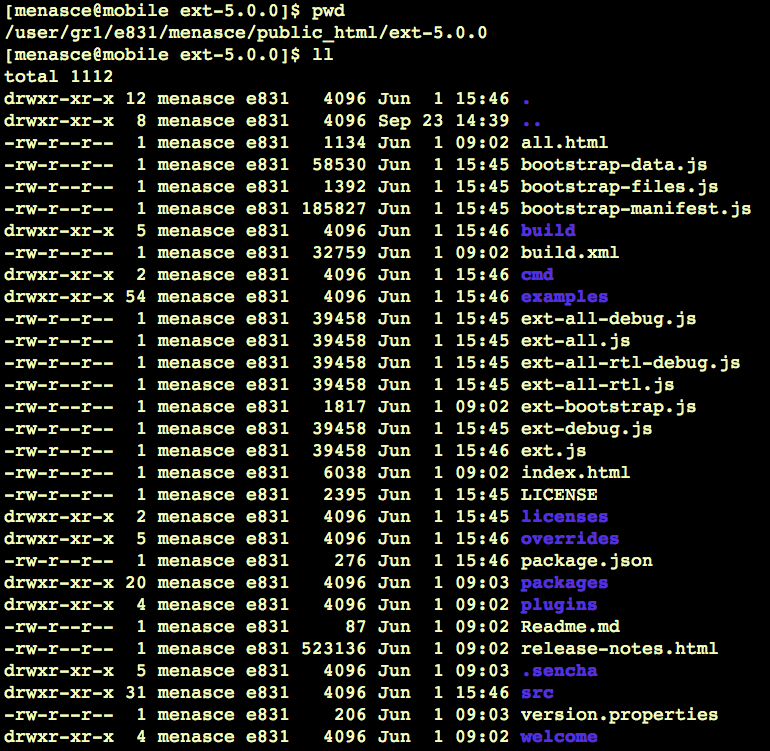 [menasce@mobile ext-5.0.0]$ pwd
/user/gr1/e831/menasce/public_html/ext-5.0.0
[menasce@mobile ext-5.0.0]$ ll
total 1112
drwxr-xr-x 12 menasce e831   4096 Jun  1 15:46 .
drwxr-xr-x  8 menasce e831   4096 Sep 23 14:39 ..
-rw-r--r--  1 menasce e831   1134 Jun  1 09:02 all.html
-rw-r--r--  1 menasce e831  58530 Jun  1 15:45 bootstrap-data.js
-rw-r--r--  1 menasce e831   1392 Jun  1 15:45 bootstrap-files.js
-rw-r--r--  1 menasce e831 185827 Jun  1 15:45 bootstrap-manifest.js
drwxr-xr-x  5 menasce e831   4096 Jun  1 15:46 build
-rw-r--r--  1 menasce e831  32759 Jun  1 09:02 build.xml
drwxr-xr-x  2 menasce e831   4096 Jun  1 15:46 cmd
drwxr-xr-x 54 menasce e831   4096 Jun  1 15:46 examples
-rw-r--r--  1 menasce e831  39458 Jun  1 15:45 ext-all-debug.js
-rw-r--r--  1 menasce e831  39458 Jun  1 15:45 ext-all.js
-rw-r--r--  1 menasce e831  39458 Jun  1 15:45 ext-all-rtl-debug.js
-rw-r--r--  1 menasce e831  39458 Jun  1 15:45 ext-all-rtl.js
-rw-r--r--  1 menasce e831   1817 Jun  1 09:02 ext-bootstrap.js
-rw-r--r--  1 menasce e831  39458 Jun  1 15:45 ext-debug.js
-rw-r--r--  1 menasce e831  39458 Jun  1 15:46 ext.js
-rw-r--r--  1 menasce e831   6038 Jun  1 09:02 index.html
-rw-r--r--  1 menasce e831   2395 Jun  1 15:45 LICENSE
drwxr-xr-x  2 menasce e831   4096 Jun  1 15:45 licenses
drwxr-xr-x  5 menasce e831   4096 Jun  1 15:46 overrides
-rw-r--r--  1 menasce e831    276 Jun  1 15:46 package.json
drwxr-xr-x 20 menasce e831   4096 Jun  1 09:03 packages
drwxr-xr-x  4 menasce e831   4096 Jun  1 09:02 plugins
-rw-r--r--  1 menasce e831     87 Jun  1 09:02 Readme.md
-rw-r--r--  1 menasce e831 523136 Jun  1 09:02 release-notes.html
drwxr-xr-x  5 menasce e831   4096 Jun  1 09:03 .sencha
drwxr-xr-x 31 menasce e831   4096 Jun  1 15:46 src
-rw-r--r--  1 menasce e831    206 Jun  1 09:03 version.properties
drwxr-xr-x  4 menasce e831   4096 Jun  1 09:02 welcome